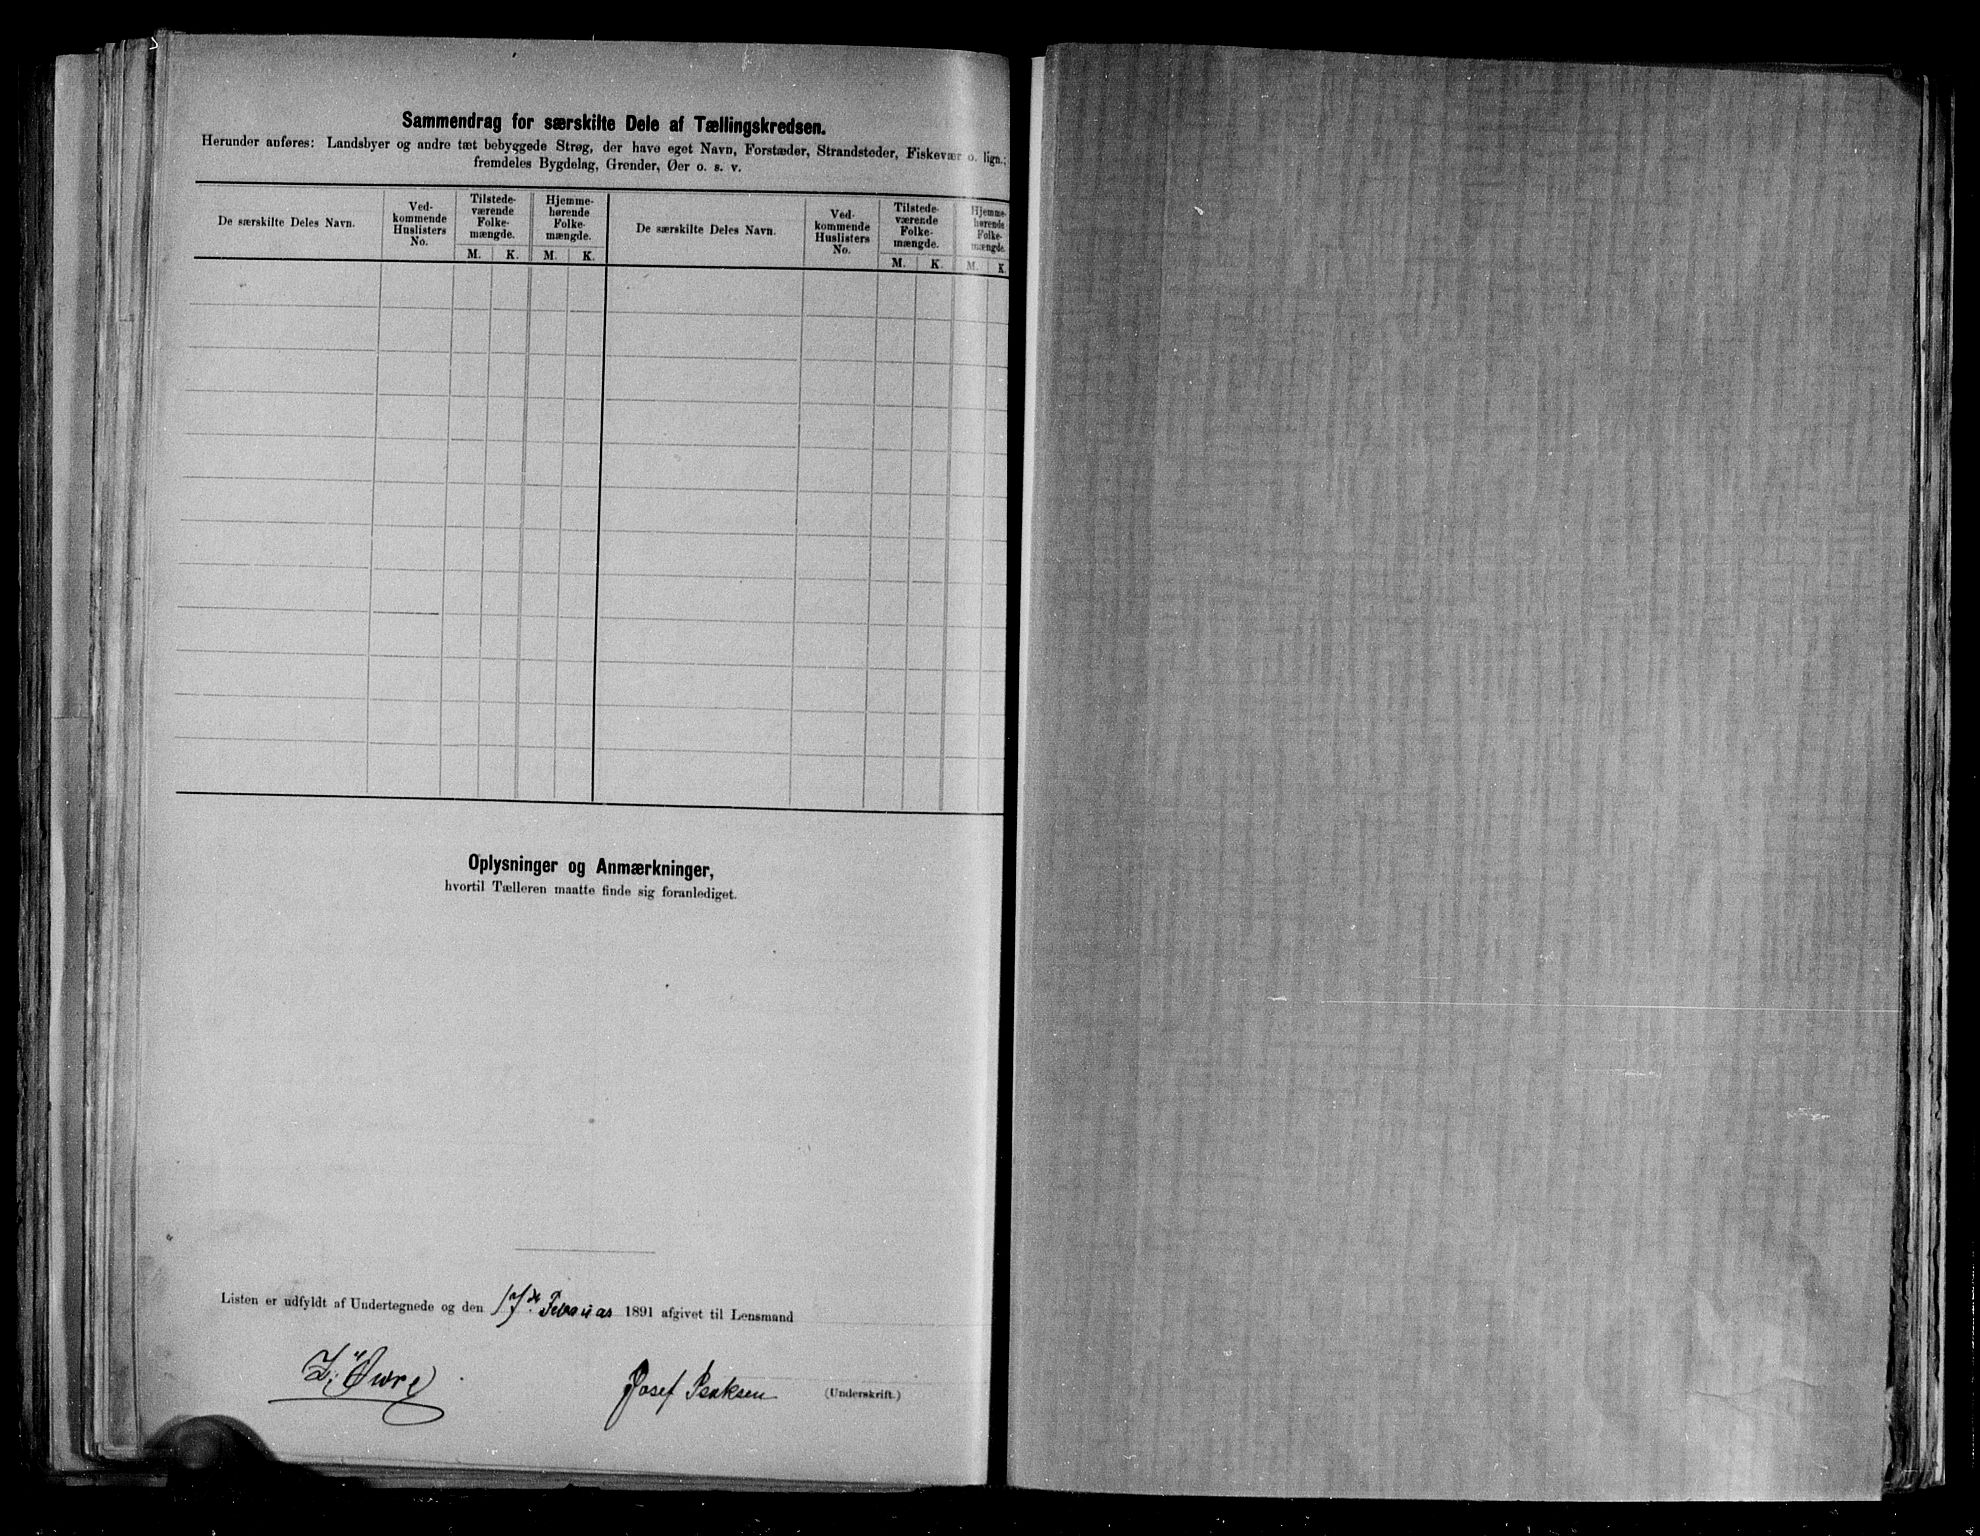 Sammendrag for særskilte Dele af Tællingskredsen.
Herunder anføres: Landsbyer og andre tæt bebyggede Strøg, der have eget Navn, Forstæder, Strandsteder, Fiskevær o. lign.;
fremdeles Bygdelag, Grender, Øer o. s. v.
De særskilte Deles Navn.
Ved-
kommende
Huslisters
No.
Tilstede-
værende
Folke-
mængde.
Hjemme-
hørende
Folke-
mængde.
De særskilte Deles Navn.
Ved-
kommende
Huslisters
No.
Tilstede-
værende
Folke-
mængde.
Hjemme-
hørende
Folke-
mængde.
M. K. M. K. M. K. M. K.
Oplysninger og Anmærkninger,
hvortil Tælleren maatte finde sig foranlediget.
Listen er udfyldt af Undertegnede og den 17de Februar 1891 afgivet til Lensmand
Øvre
Josef Isaksen (Underskrift.)